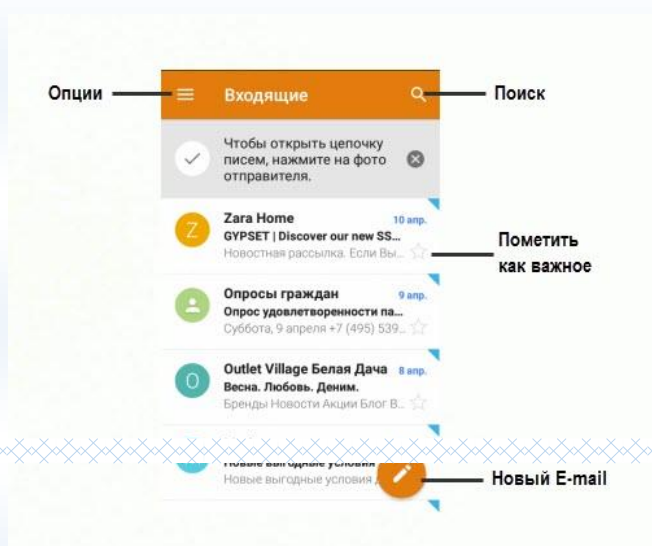 Опции
Входящие
Поиск
Чтобы открыть цепочку
писем, нажмите на фото
отправителя.
Z
Zara Home
10 апр.
GYPSET | Discover our new SS...
Новостная рассылка. Если Вы...
Пометить
как важное
Опросы граждан
9 апр.
Опрос удовлетворенности па...
Суббота, 9 апреля +7 (495) 539...
O
Outlet Village Белая Дача
8 апр.
Весна. Любовь. Деним.
Бренды Новости Акции Блог В...
Новые выгодные условия
Новые выгодные условия
Новый E-mail